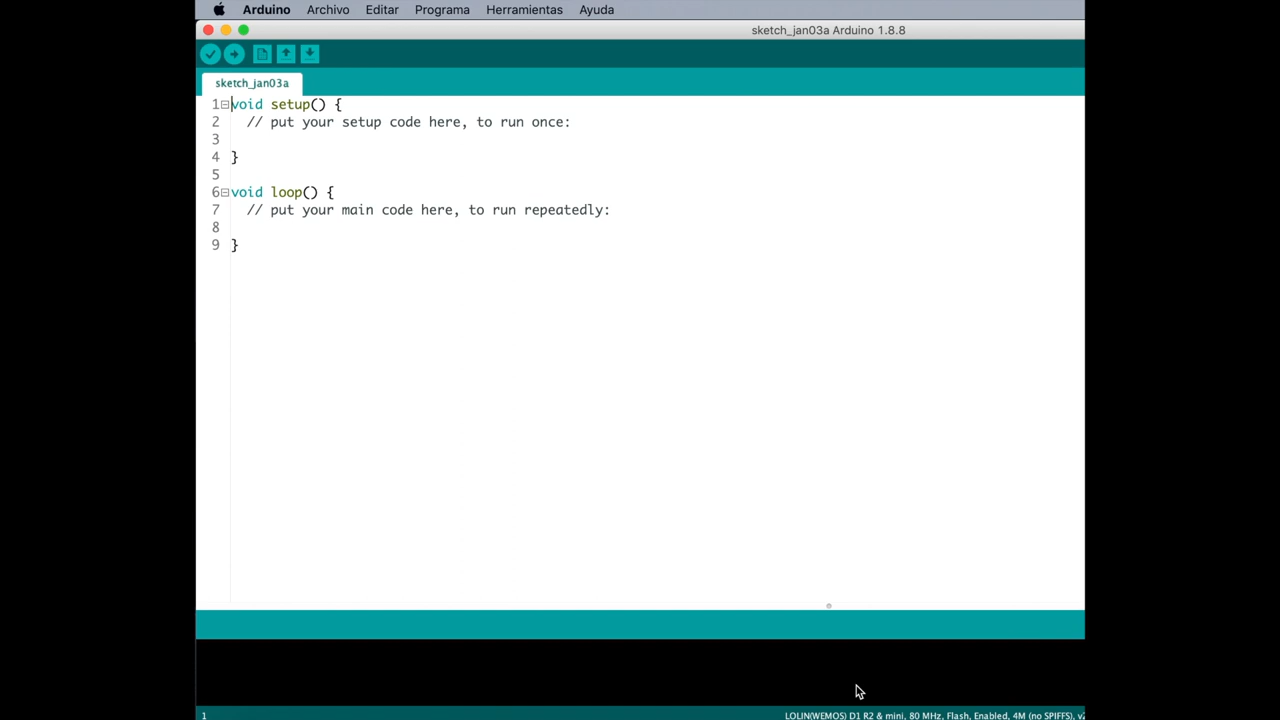 Arduino Archivo Editar Programa Herramientas Ayuda
sketch_jan03a Arduino 1.8.8
sketch_jan03a
1 void setup() {
2 // put your setup code here, to run once:
3
4 }
5
6 void loop() {
7 // put your main code here, to run repeatedly:
8
9 }
1 LOLIN(WEMOS) D1 R2 & mini, 80 MHz, Flash, Enabled, 4M (no SPIFFS),